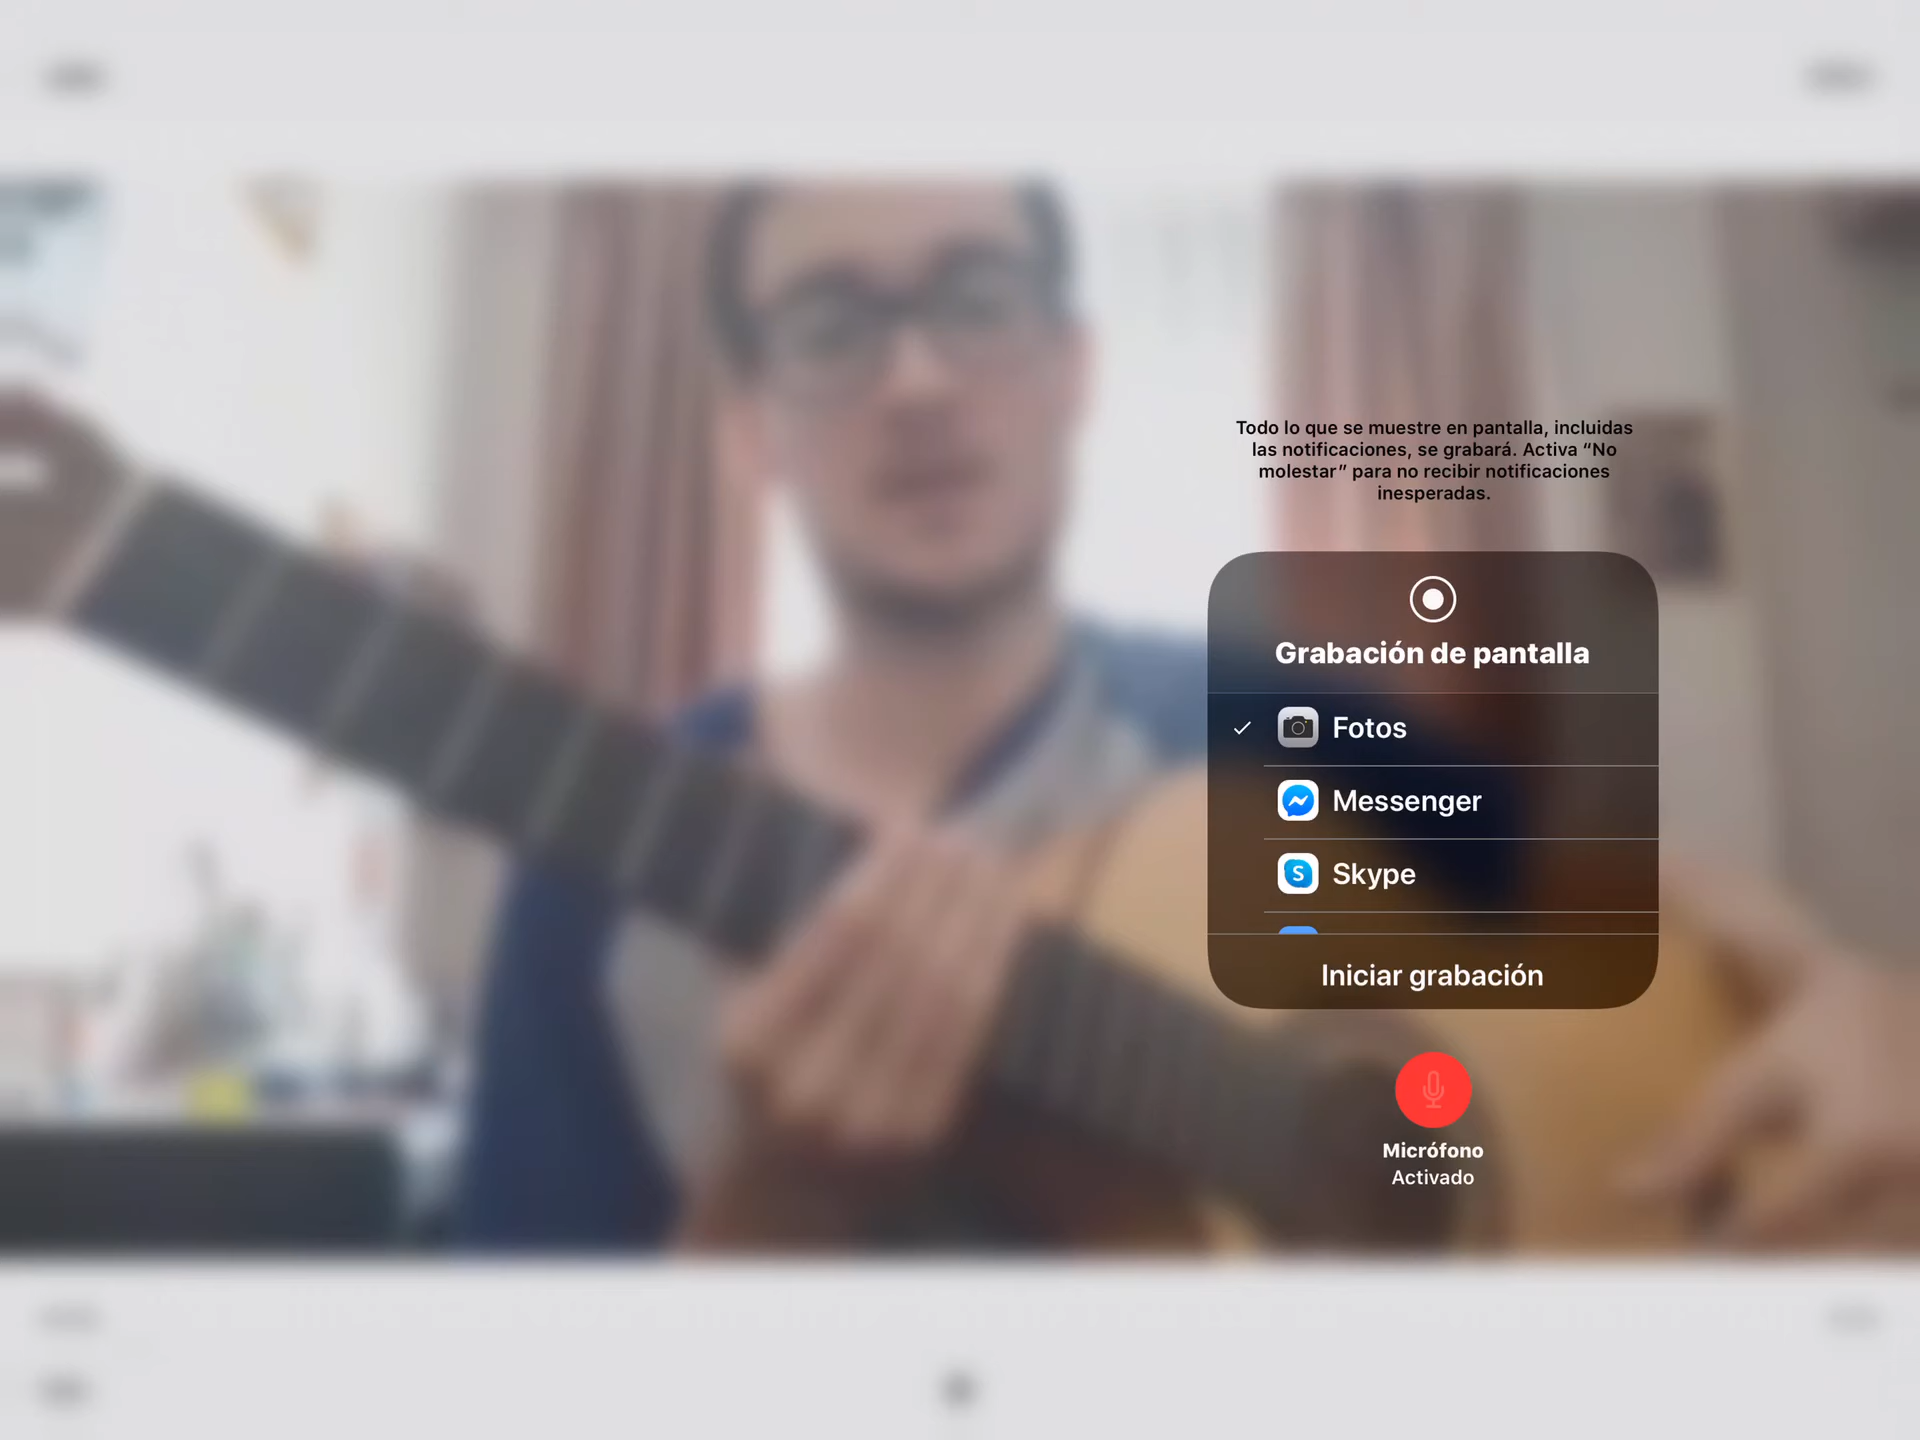 Todo lo que se muestre en pantalla, incluidas
las notificaciones, se grabará. Activa “No
molestar” para no recibir notificaciones
inesperadas.
Grabación de pantalla
Fotos
Messenger
Skype
Iniciar grabación
Micrófono
Activado